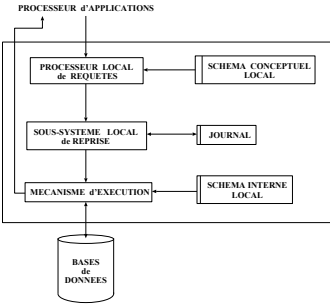 PROCESSEUR d'APPLICATIONS
PROCESSEUR LOCAL
de REQUETES
SCHEMA CONCEPTUEL
LOCAL
SOUS-SYSTEME LOCAL
de REPRISE
JOURNAL
MECANISME d'EXECUTION
SCHEMA INTERNE
LOCAL
BASES
de
DONNEES